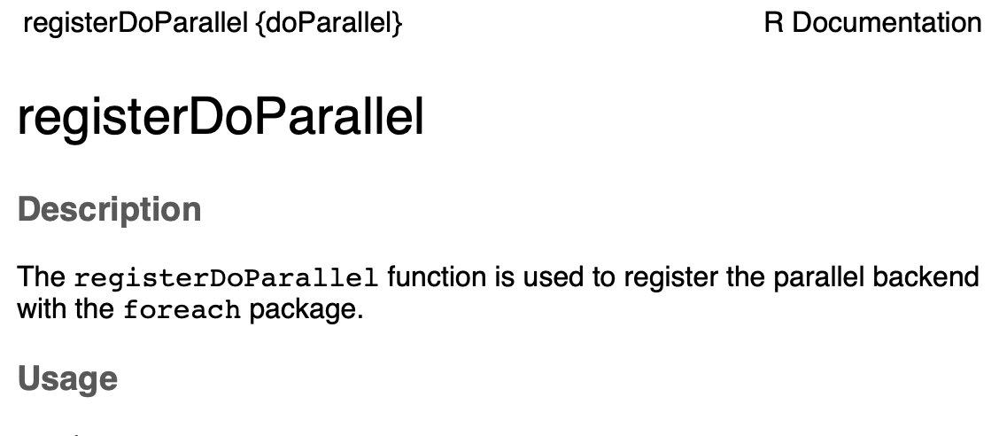 registerDoParallel {doParallel} R Documentation
registerDoParallel
Description
The registerDoParallel function is used to register the parallel backend
with the foreach package.
Usage